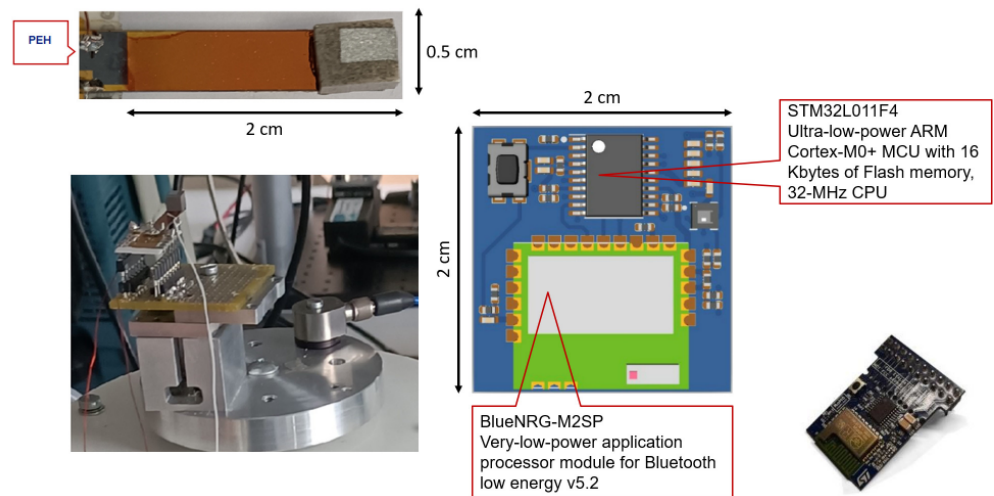 PEH
0.5 cm
2 cm
2 cm
2 cm
STM32L011F4
Ultra-low-power ARM
Cortex-M0+ MCU with 16
Kbytes of Flash memory,
32-MHz CPU
BlueNRG-M2SP
Very-low-power application
processor module for Bluetooth
low energy v5.2